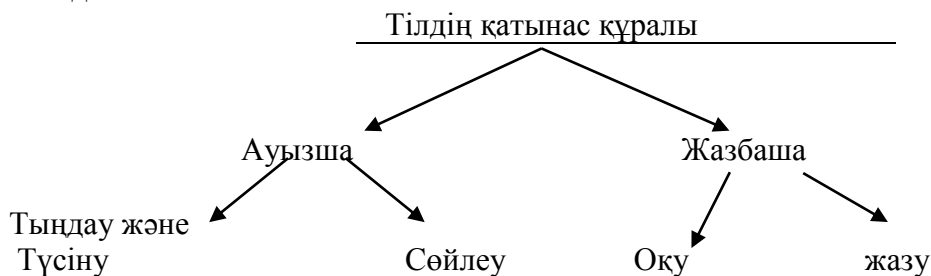 Тілдің қатынас құралы
Ауызша Жазбаша
Тыңдау және
Түсіну Сөйлеу Оқу жазу